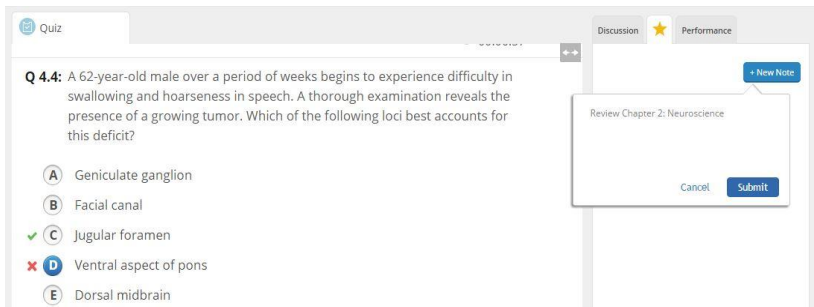 Quiz
Discussion
Performance
+ New Note
Q 4.4: A 62-year-old male over a period of weeks begins to experience difficulty in
swallowing and hoarseness in speech. A thorough examination reveals the
presence of a growing tumor. Which of the following loci best accounts for
this deficit?
A Geniculate ganglion
B Facial canal
C Jugular foramen
D Ventral aspect of pons
E Dorsal midbrain
Review Chapter 2: Neuroscience
Cancel
Submit